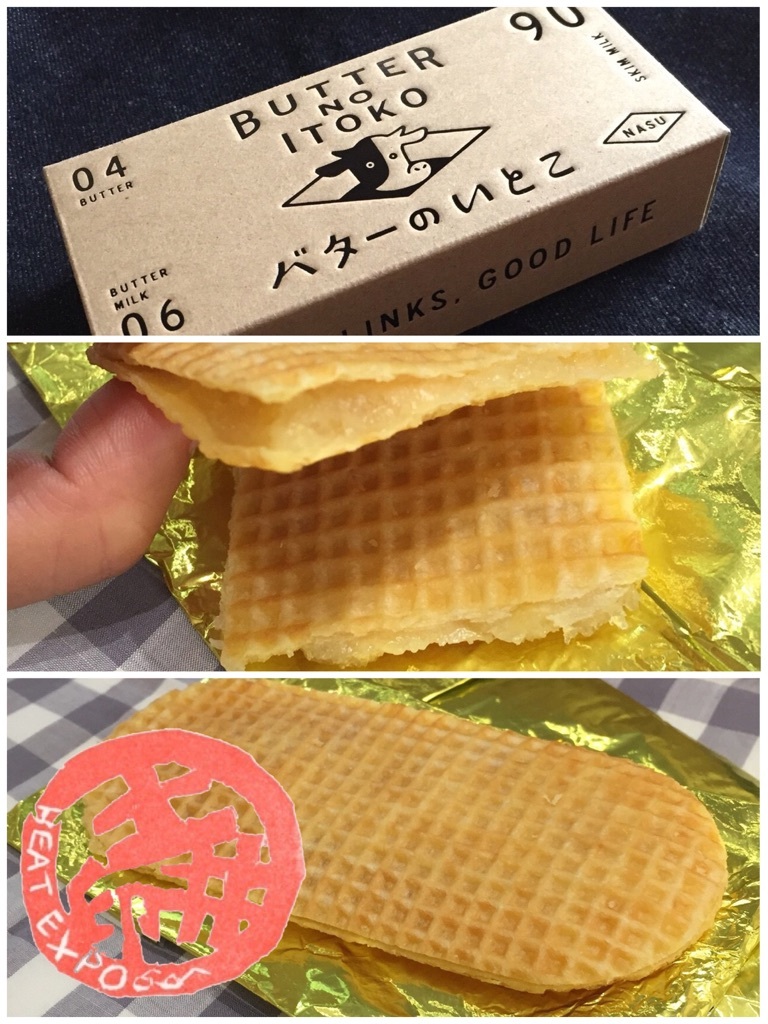 90
SKIM MILK
BUTTER
NO
ITOKO
NASU
04
BUTTER
バターのいとこ
BUTTER
MILK
06
LINKS. GOOD LIFE
HEAT EXPO